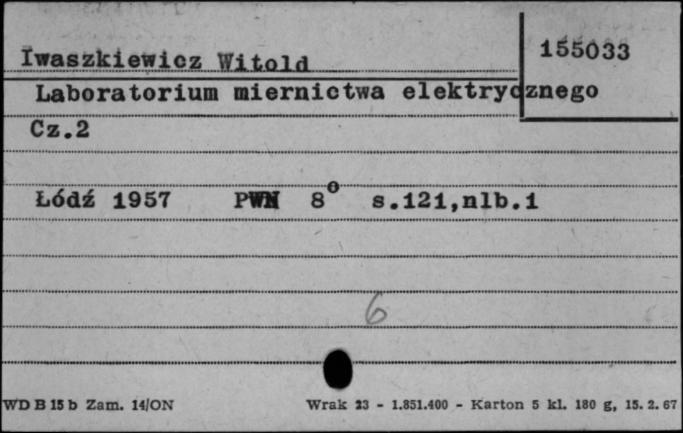 Iwaszkiewicz Witold
155033
Laboratorium miernictwa elektrycznego
Cz.2
Łódź 1957 PWN 8° s.121,nlb.1
6
WD B 15 b Zam. 14/ON
Wrak 23 - 1.851.400 - Karton 5 kl. 180 g, 15. 2. 67